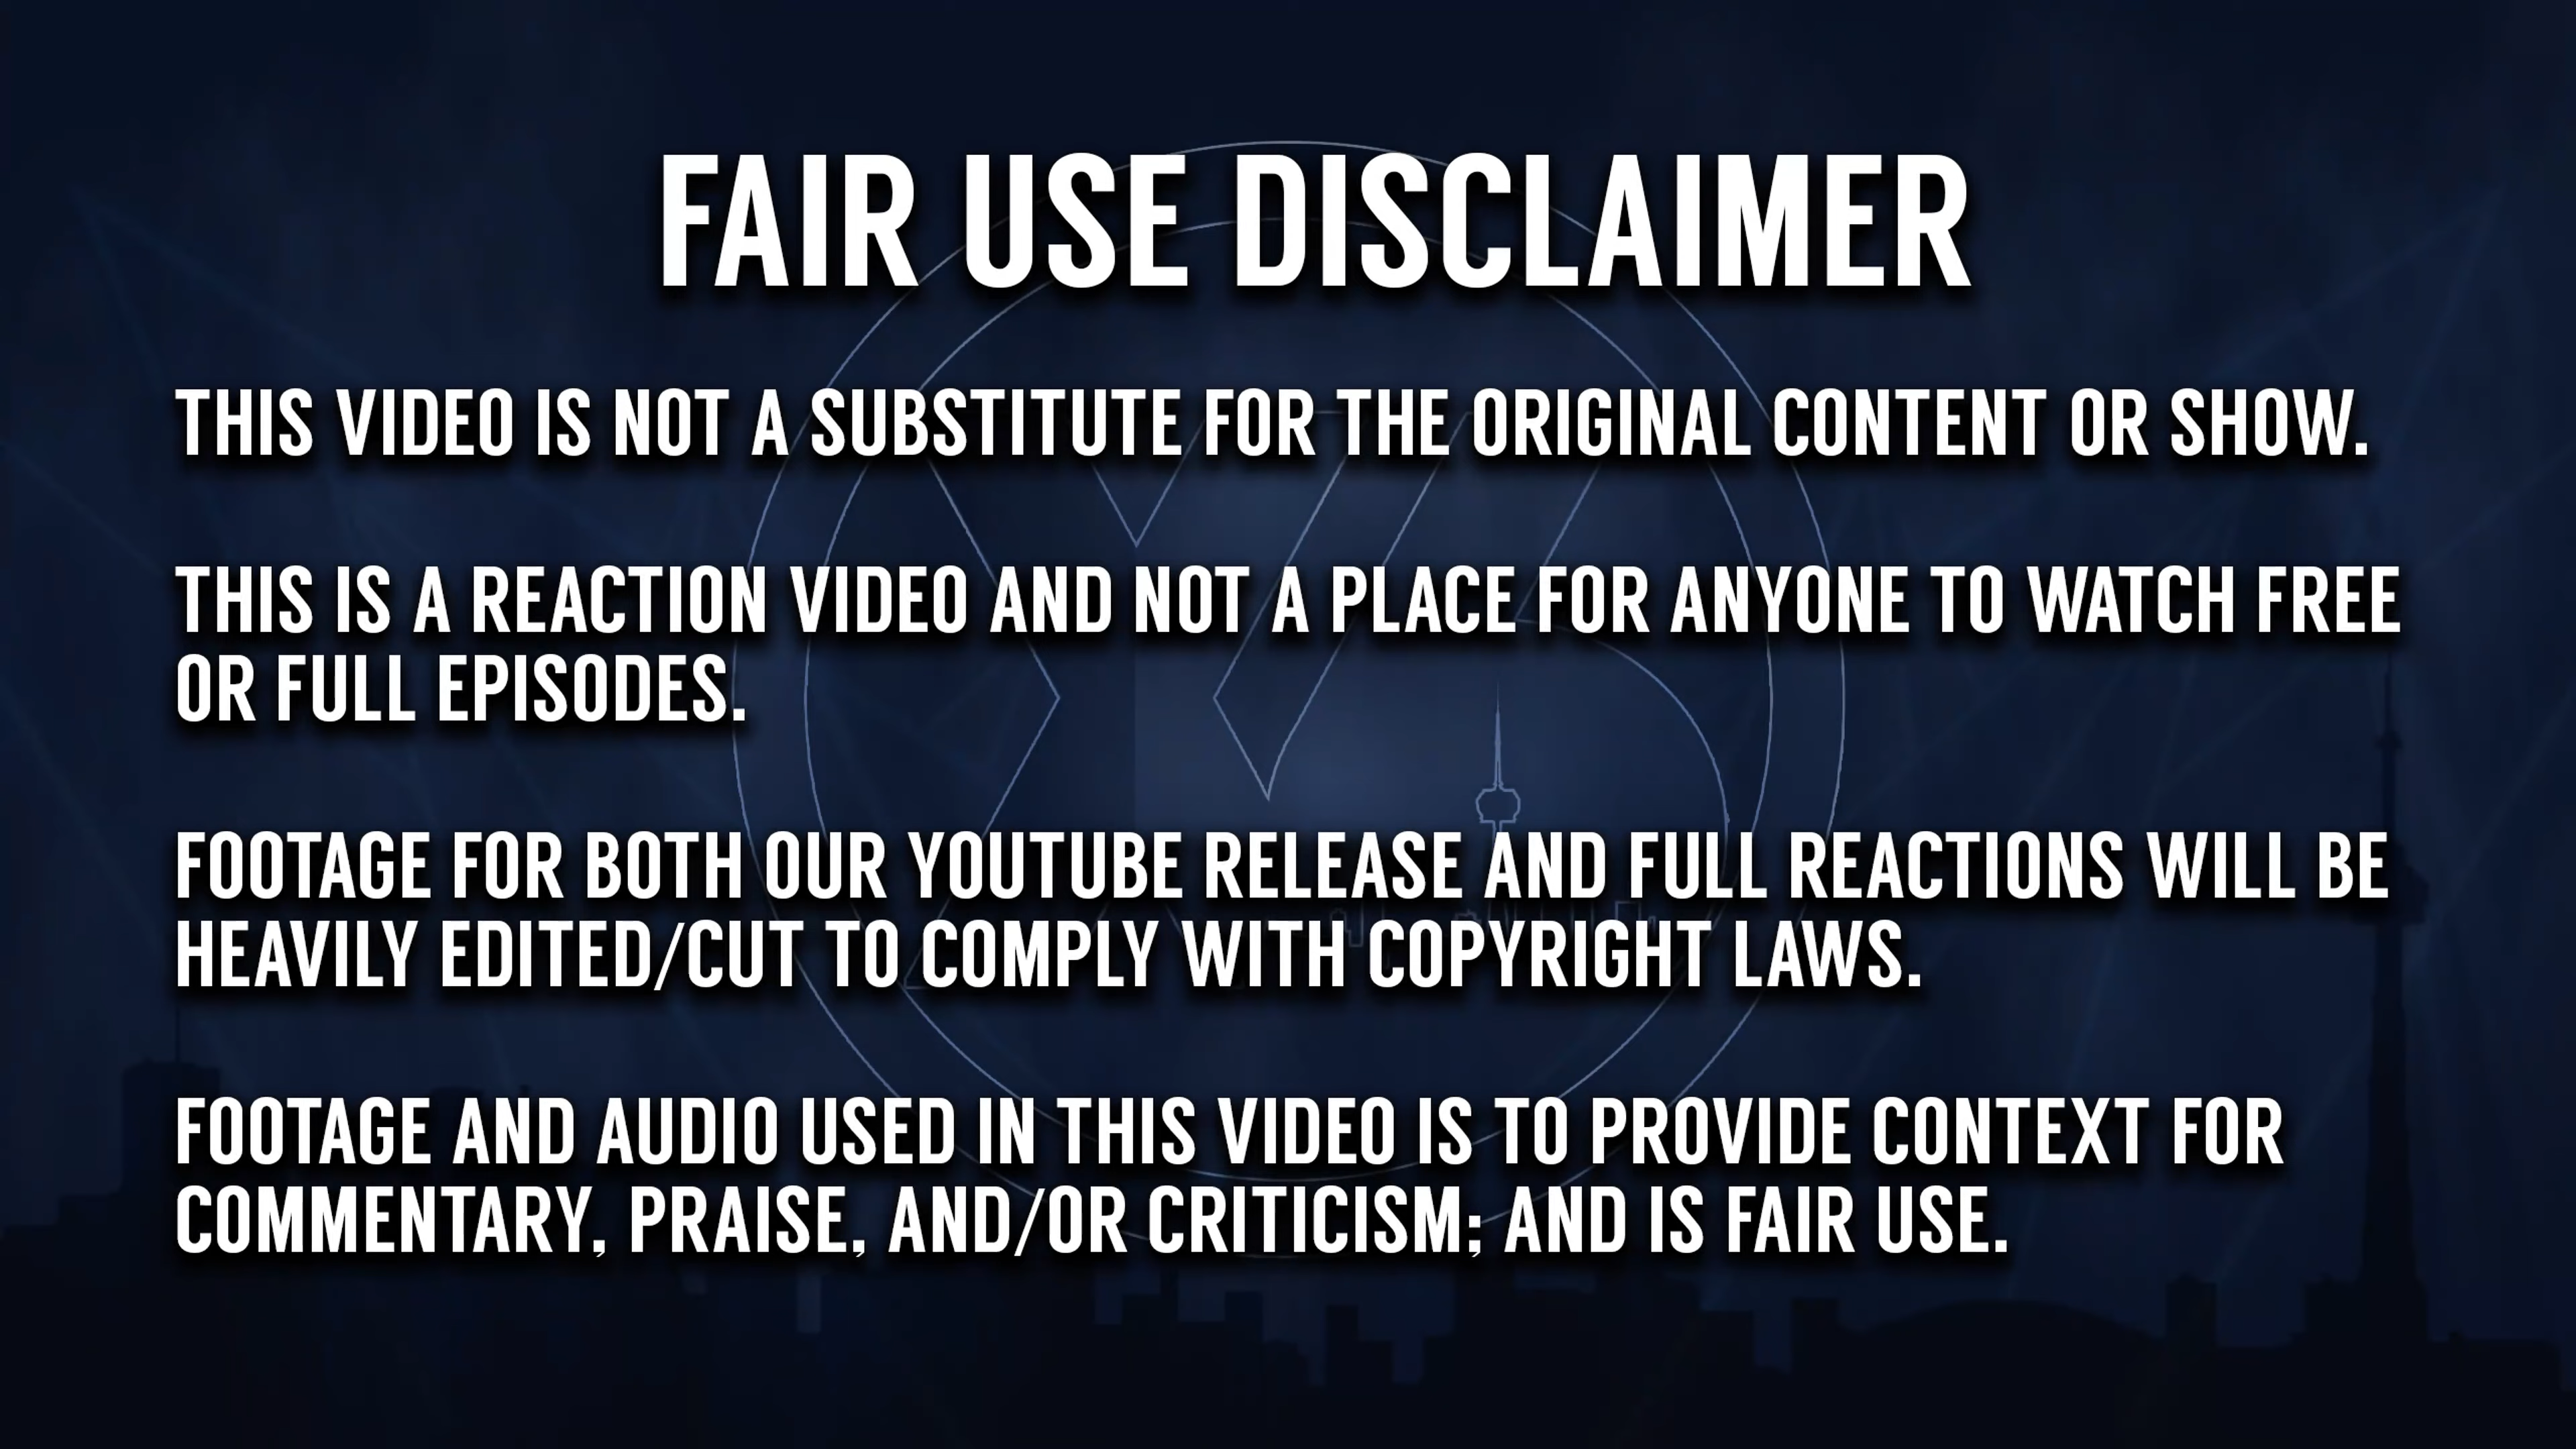 FAIR USE DISCLAIMER
THIS VIDEO IS NOT A SUBSTITUTE FOR THE ORIGINAL CONTENT OR SHOW.
THIS IS A REACTION VIDEO AND NOT A PLACE FOR ANYONE TO WATCH FREE
OR FULL EPISODES.
FOOTAGE FOR BOTH OUR YOUTUBE RELEASE AND FULL REACTIONS WILL BE
HEAVILY EDITED/CUT TO COMPLY WITH COPYRIGHT LAWS.
FOOTAGE AND AUDIO USED IN THIS VIDEO IS TO PROVIDE CONTEXT FOR
COMMENTARY, PRAISE, AND/OR CRITICISM; AND IS FAIR USE.